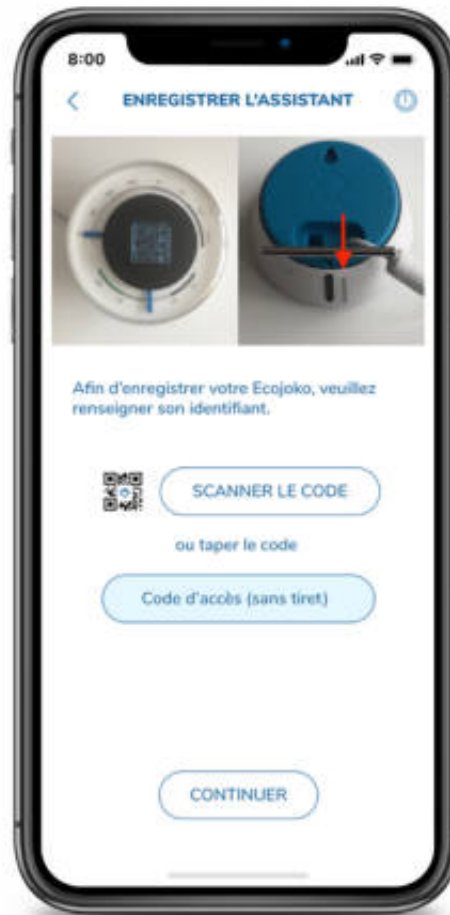 8:00
ENREGISTRER L'ASSISTANT
Afin d'enregistrer votre Ecojoko, veuillez
renseigner son identifiant.
SCANNER LE CODE
ou taper le code
Code d'accès (sans tiret)
CONTINUER